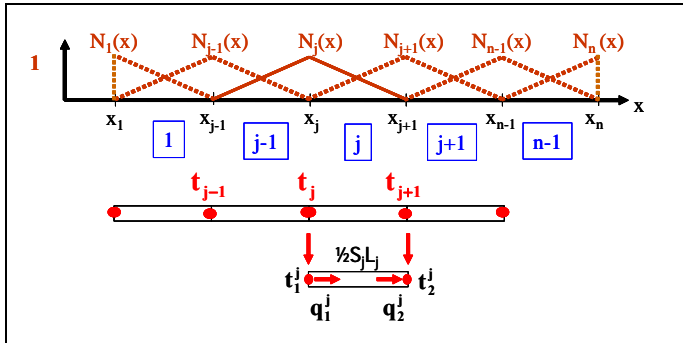 N₁(x) Nⱼ₋₁(x) Nⱼ(x) Nⱼ₊₁(x) Nₙ₋₁(x) Nₙ(x)
1
x
x₁ xⱼ₋₁ xⱼ xⱼ₊₁ xₙ₋₁ xₙ
1 j-1 j j+1 n-1
tⱼ₋₁ tⱼ tⱼ₊₁
½SⱼLⱼ
t₁ʲ t₂ʲ
q₁ʲ q₂ʲ